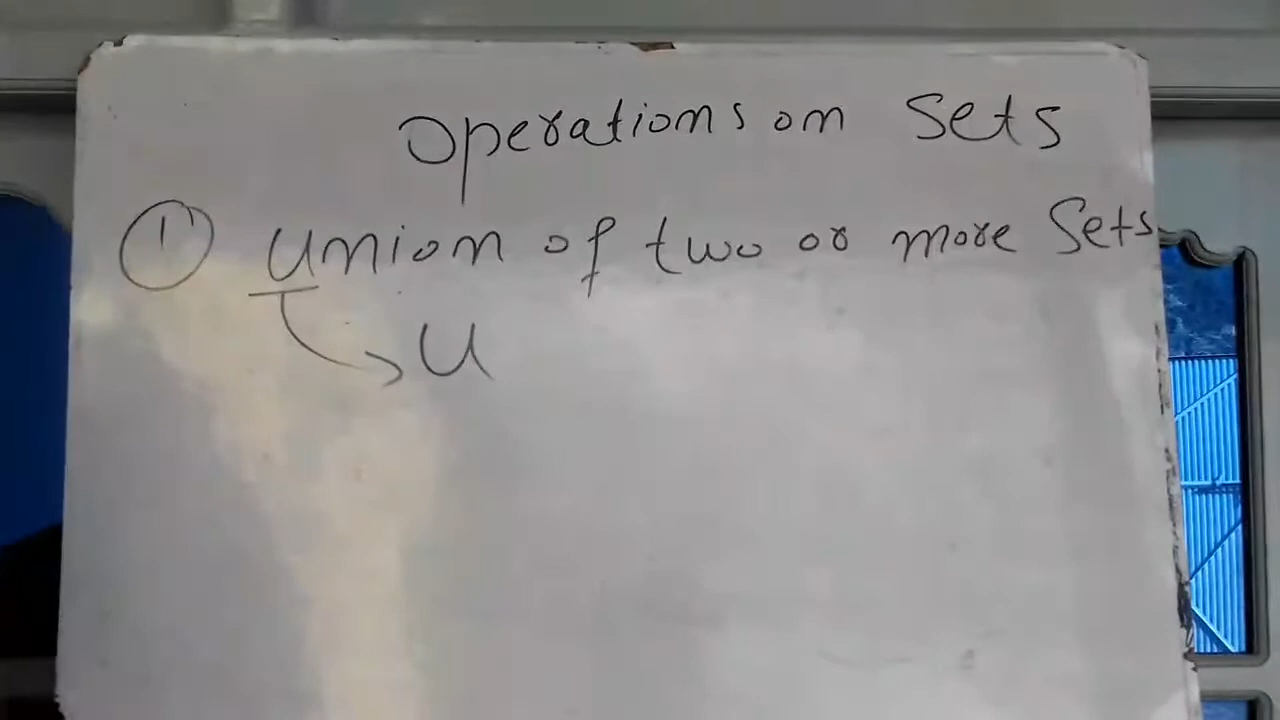 Operations on Sets
① Union of two or more Sets
→ U